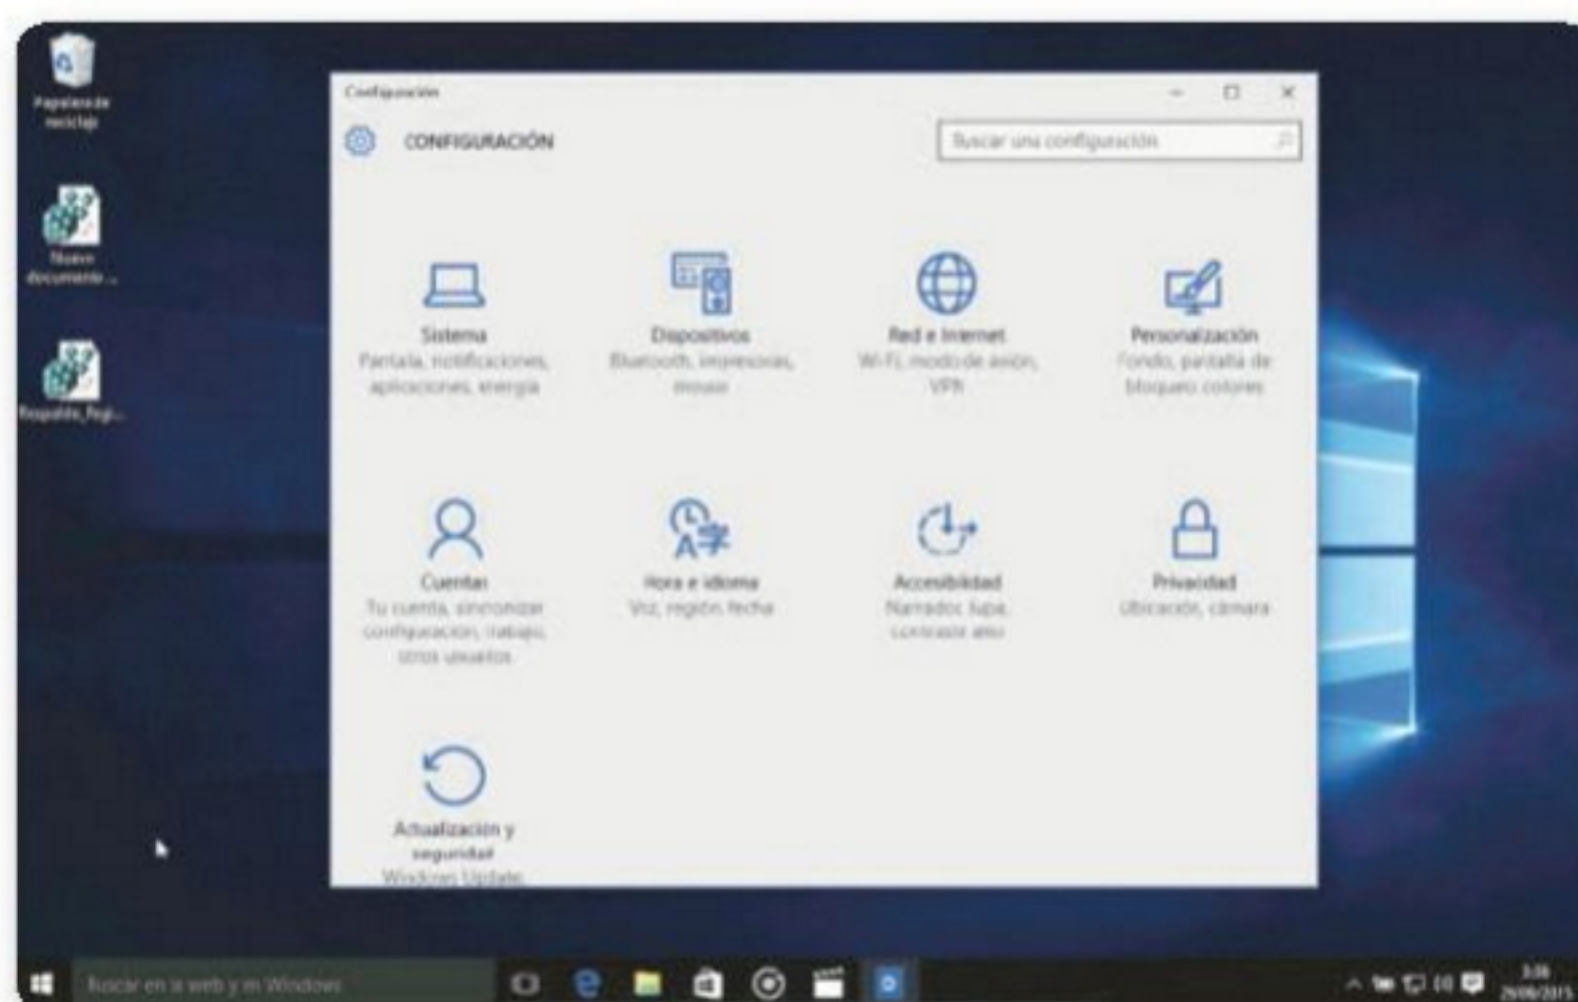 Papelera de
reciclaje
Nuevo
documento ...
Respaldo_Regi...
Configuración
CONFIGURACIÓN
Buscar una configuración
Sistema
Pantalla, notificaciones,
aplicaciones, energía
Dispositivos
Bluetooth, impresoras,
mouse
Red e Internet
Wi-Fi, modo de avión,
VPN
Personalización
Fondo, pantalla de
bloqueo colores
Cuentas
Tu cuenta, sincronizar
configuración, trabajo,
otros usuarios
Hora e idioma
Voz, región, fecha
Accesibilidad
Narrador, lupa,
contraste alto
Privacidad
Ubicación, cámara
Actualización y
seguridad
Windows Update,
Buscar en la web y en Windows